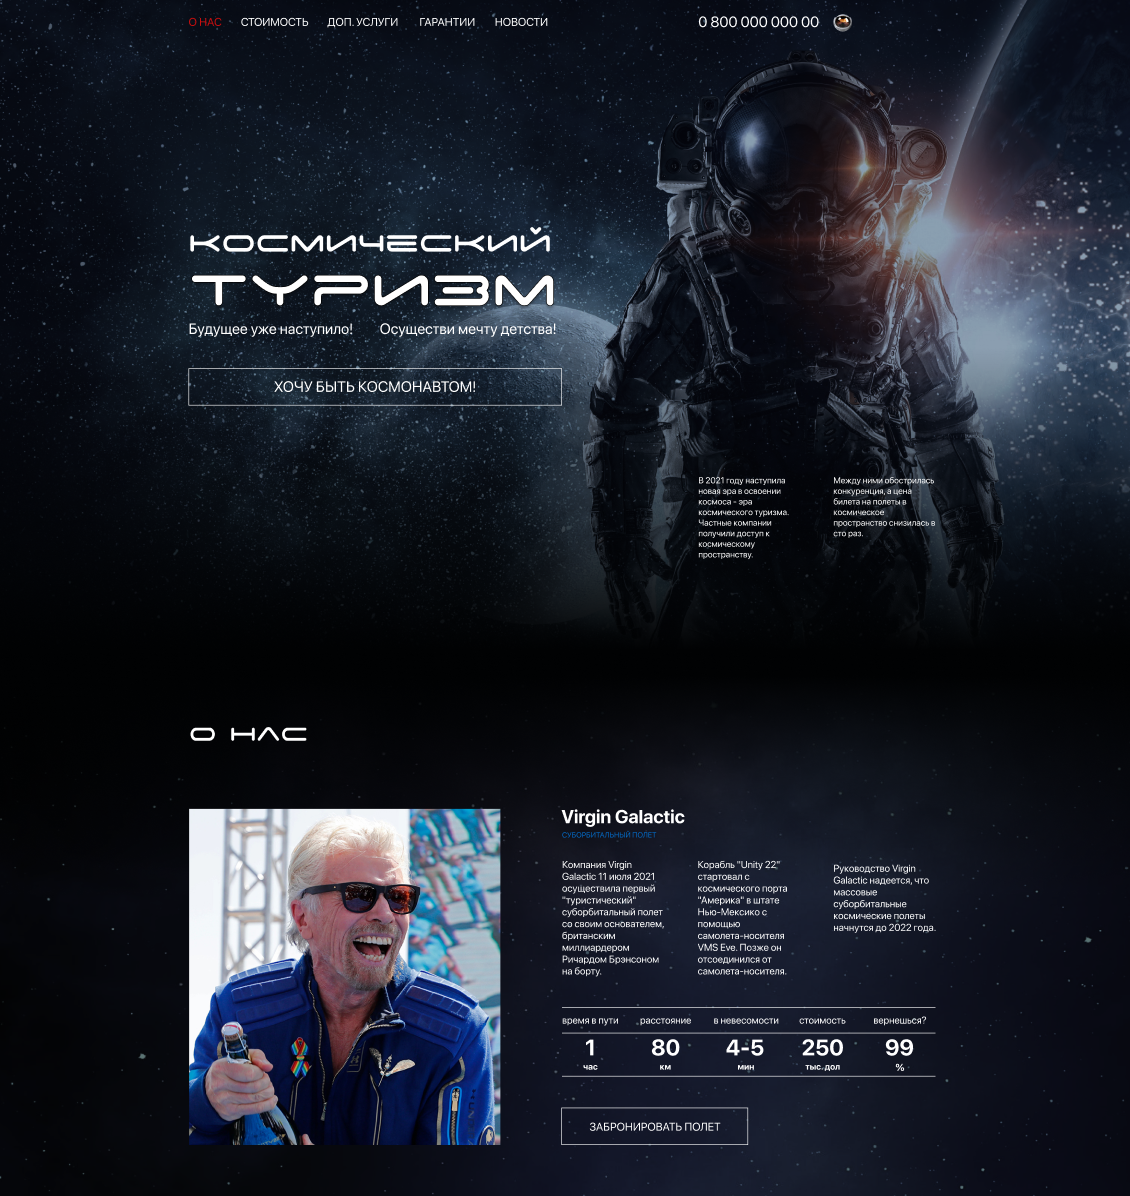 О НАС СТОИМОСТЬ ДОП. УСЛУГИ ГАРАНТИИ НОВОСТИ 0 800 000 000 00
КОСМИЧЕСКИЙ
ТУРИЗМ
Будущее уже наступило! Осуществи мечту детства!
ХОЧУ БЫТЬ КОСМОНАВТОМ!
В 2021 году наступила
новая эра в освоении
космоса - эра
космического туризма.
Частные компании
получили доступ к
космическому
пространству.
Между ними обострилась
конкуренция, а цена
билета на полеты в
космическое
пространство снизилась в
сто раз.
О НАС
Virgin Galactic
СУБОРБИТАЛЬНЫЙ ПОЛЕТ
Компания Virgin
Galactic 11 июля 2021
осуществила первый
"туристический"
суборбитальный полет
со своим основателем,
британским
миллиардером
Ричардом Брэнсоном
на борту.
Корабль "Unity 22"
стартовал с
космического порта
"Америка" в штате
Нью-Мексико с
помощью
самолета-носителя
VMS Eve. Позже он
отсоединился от
самолета-носителя.
Руководство Virgin
Galactic надеется, что
массовые
суборбитальные
космические полеты
начнутся до 2022 года.
время в пути расстояние в невесомости стоимость вернешься?
1 80 4-5 250 99
час км мин тыс.дол %
ЗАБРОНИРОВАТЬ ПОЛЕТ